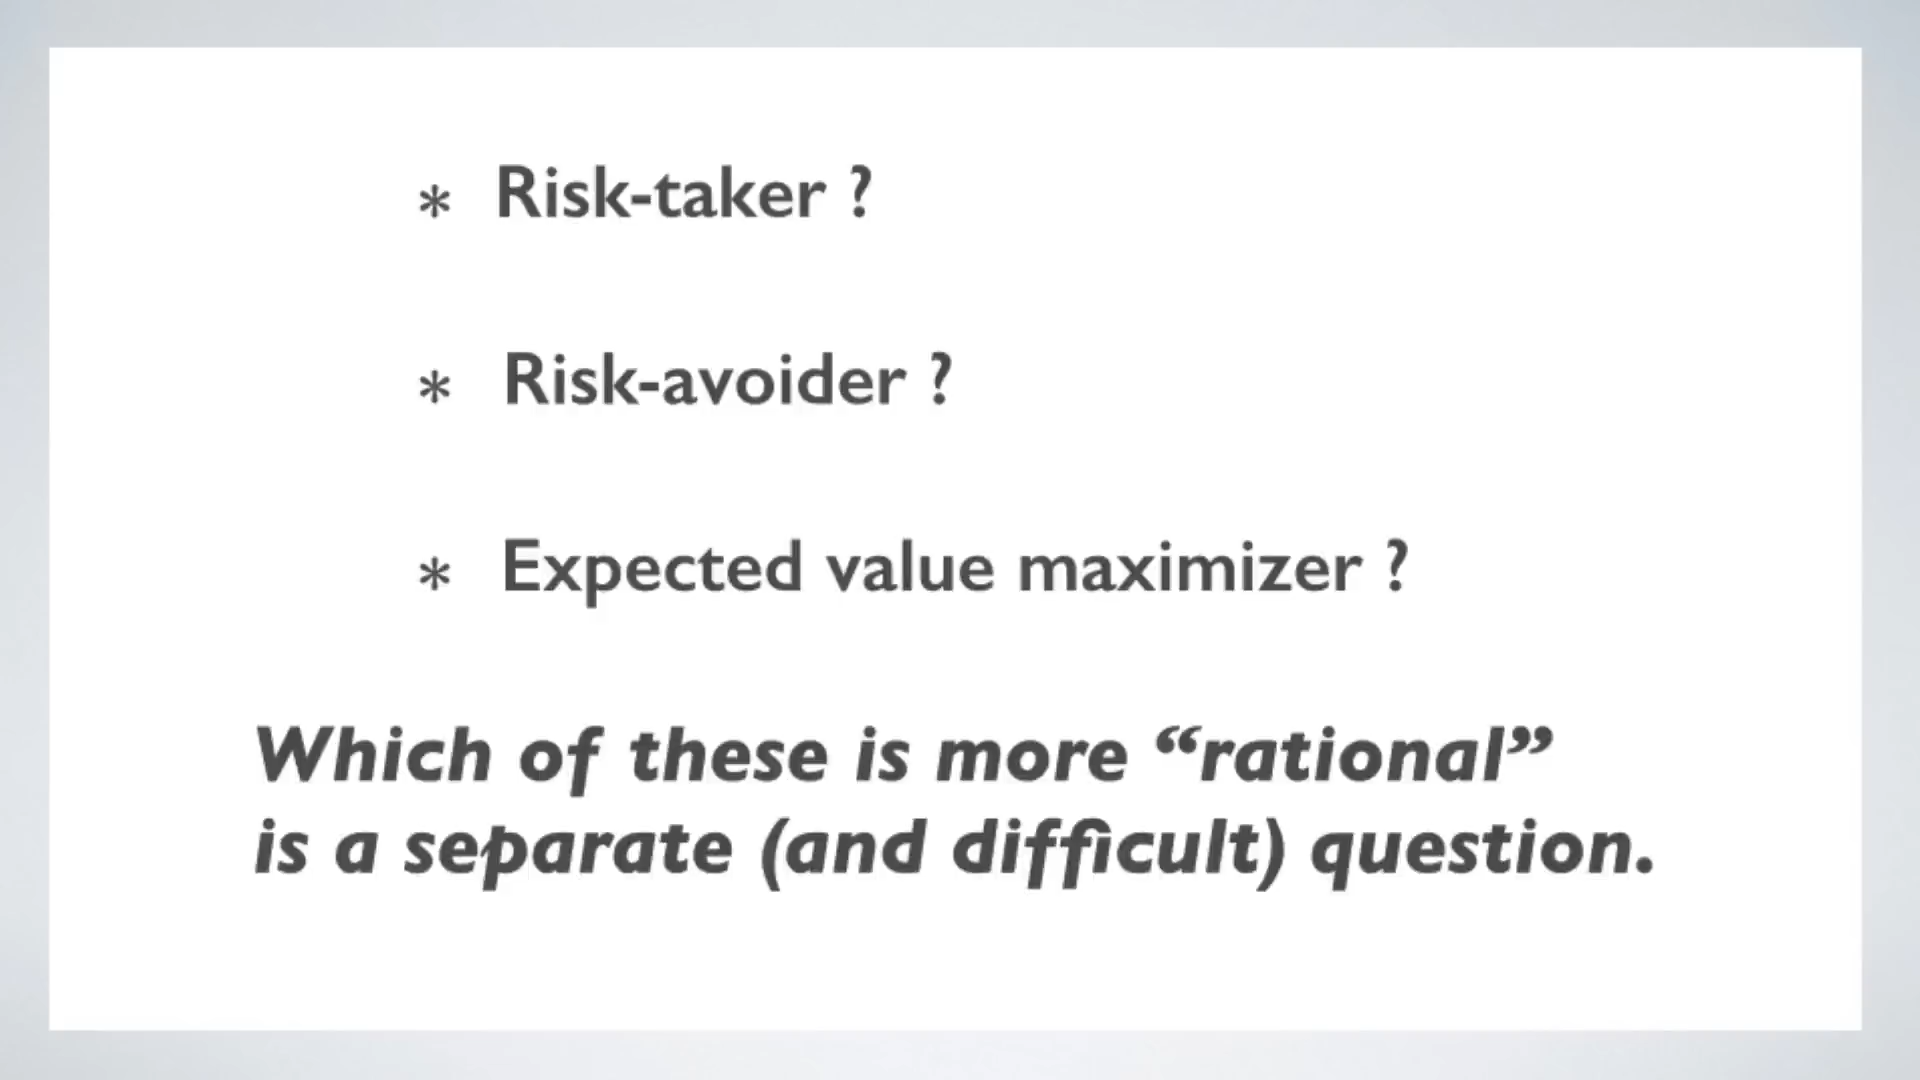 * Risk-taker ?
* Risk-avoider ?
* Expected value maximizer ?
Which of these is more “rational”
is a separate (and difficult) question.